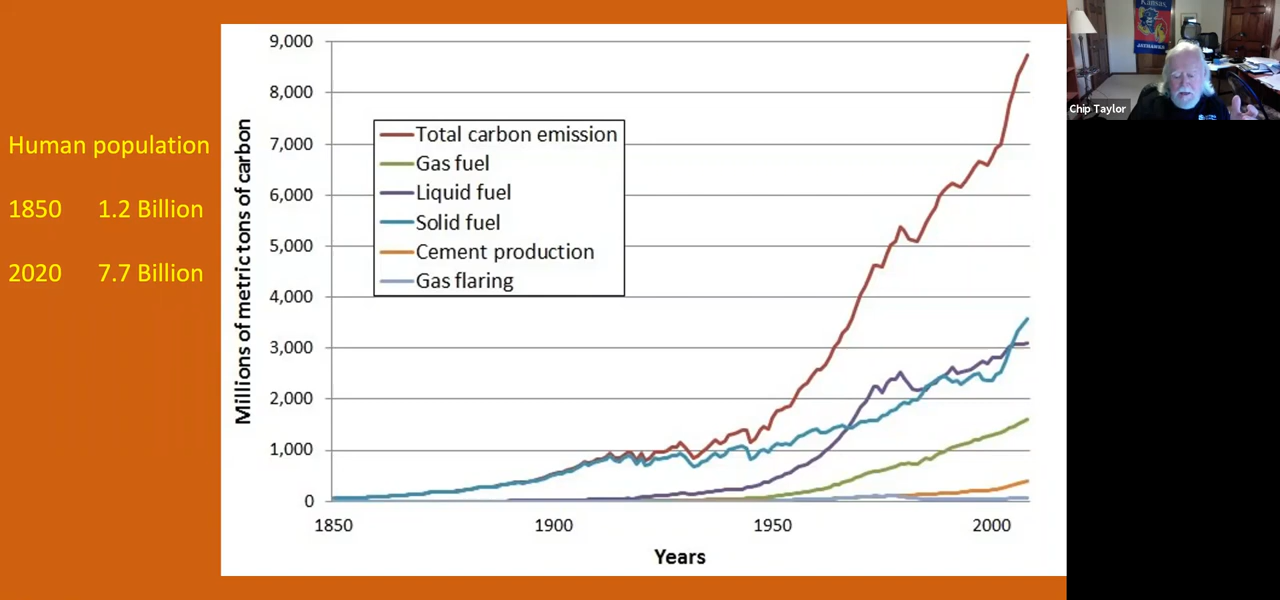 Human population
1850 1.2 Billion
2020 7.7 Billion
Millions of metric tons of carbon
9,000
8,000
7,000
6,000
5,000
4,000
3,000
2,000
1,000
0
Total carbon emission
Gas fuel
Liquid fuel
Solid fuel
Cement production
Gas flaring
1850 1900 1950 2000
Years
Kansas
JAYHAWKS
Chip Taylor